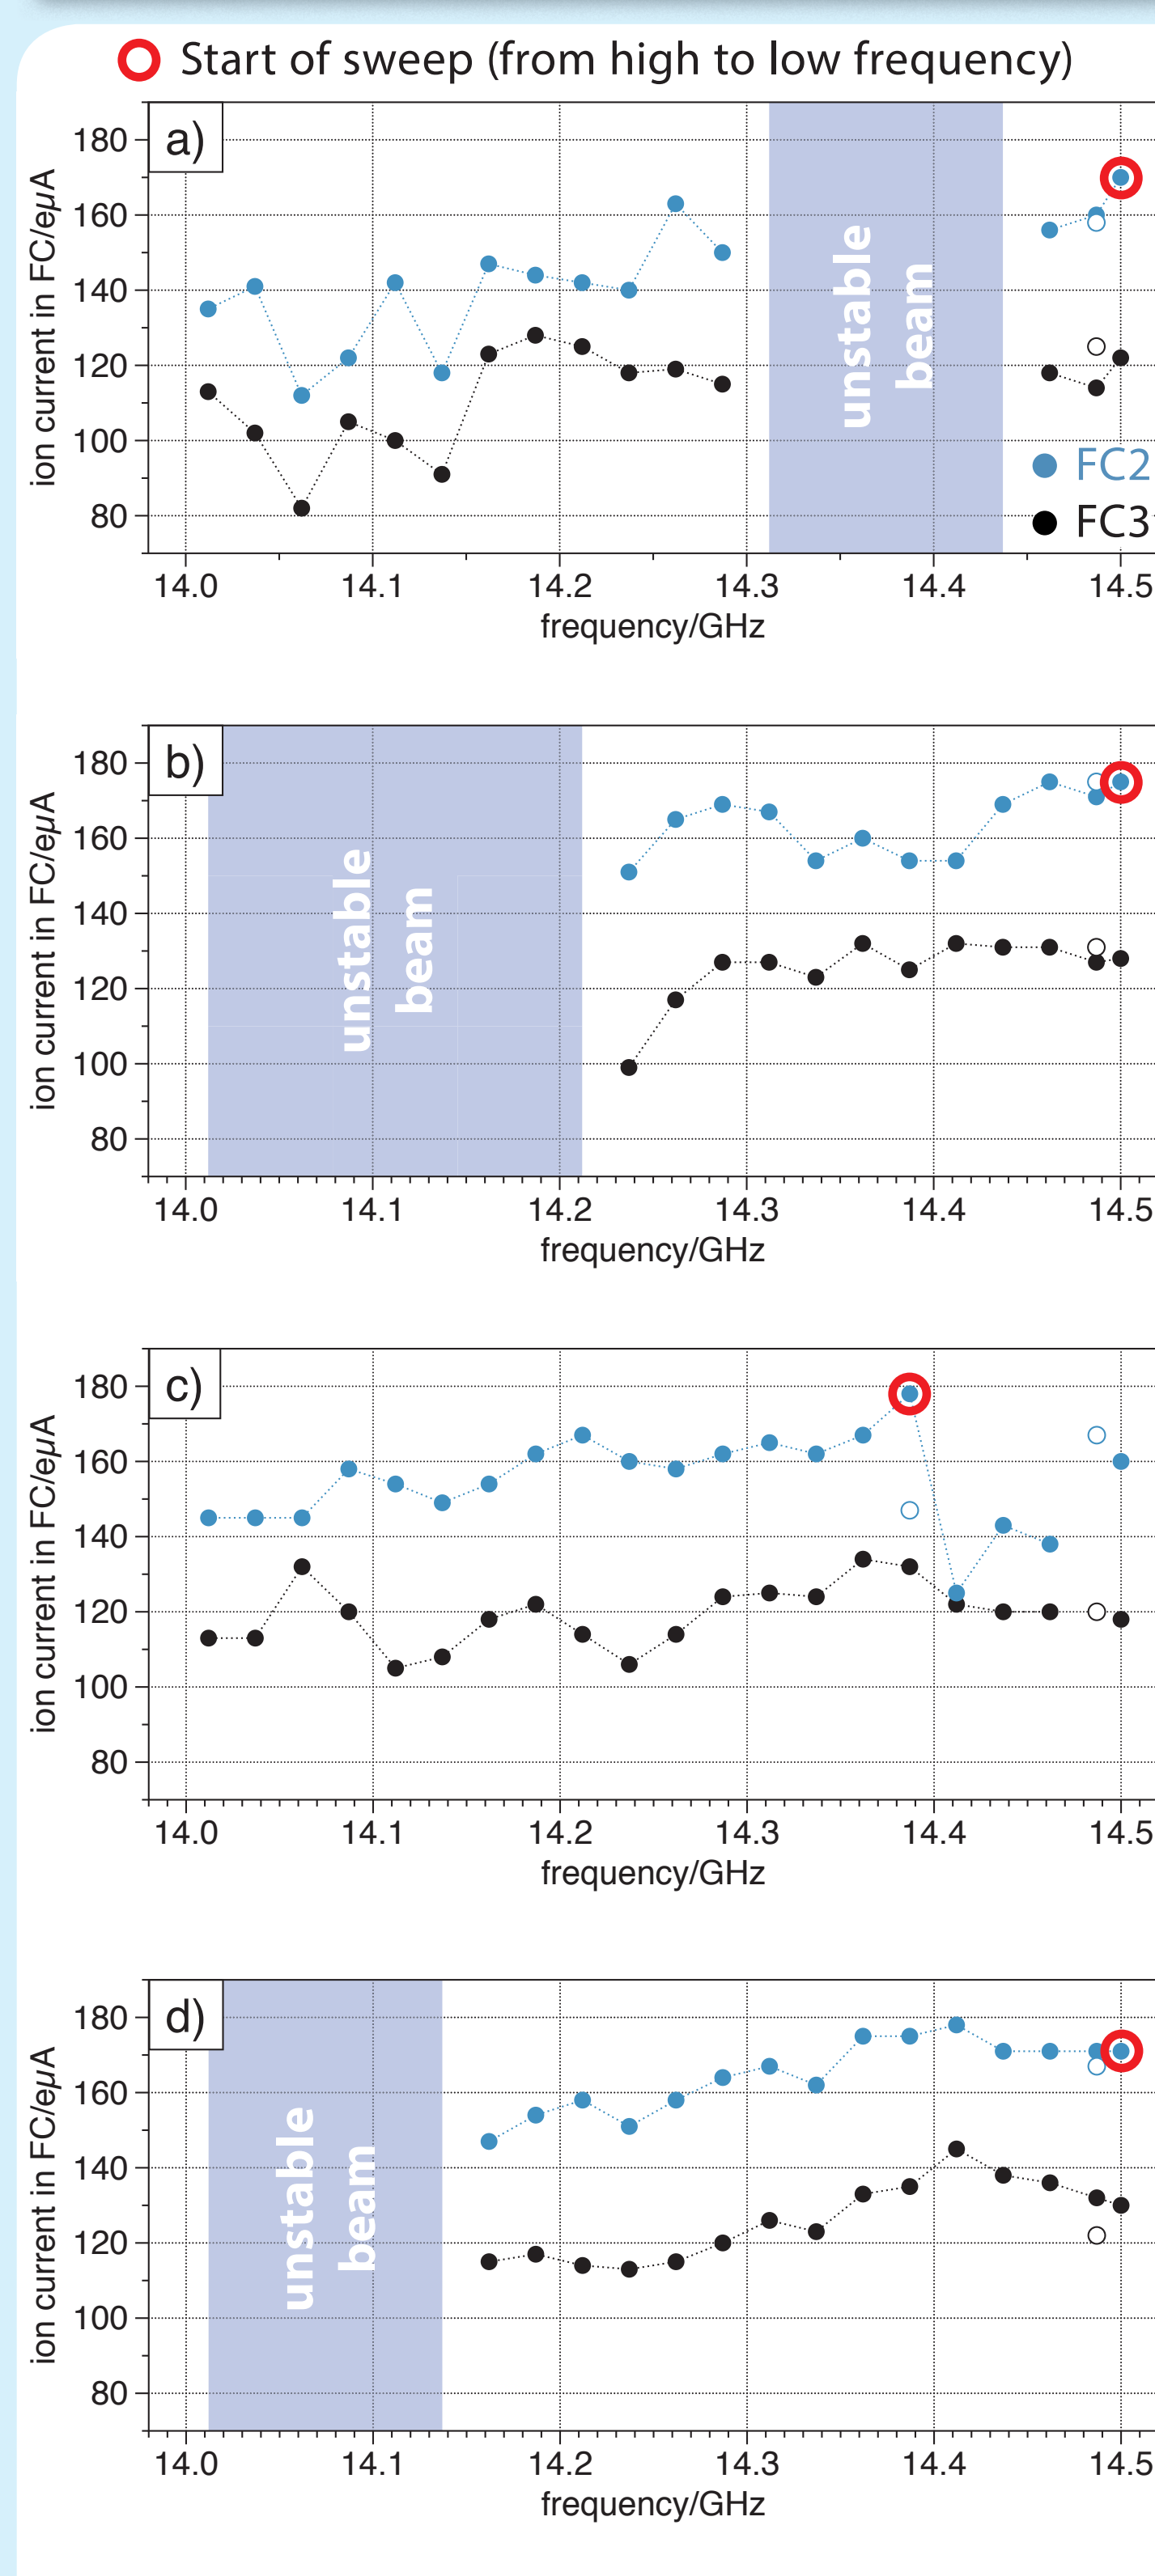 Start of sweep (from high to low frequency)
a)
ion current in FC/eµA
180
160
140
120
100
80
unstable
beam
FC2
FC3
14.0 14.1 14.2 14.3 14.4 14.5
frequency/GHz
b)
ion current in FC/eµA
180
160
140
120
100
80
unstable
beam
14.0 14.1 14.2 14.3 14.4 14.5
frequency/GHz
c)
ion current in FC/eµA
180
160
140
120
100
80
14.0 14.1 14.2 14.3 14.4 14.5
frequency/GHz
d)
ion current in FC/eµA
180
160
140
120
100
80
unstable
beam
14.0 14.1 14.2 14.3 14.4 14.5
frequency/GHz